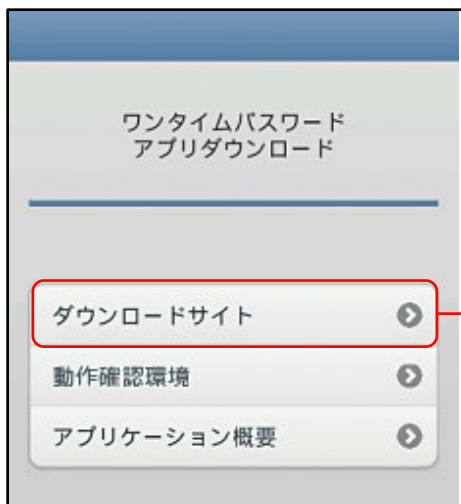 ワンタイムパスワード
アプリダウンロード
ダウンロードサイト
動作確認環境
アプリケーション概要